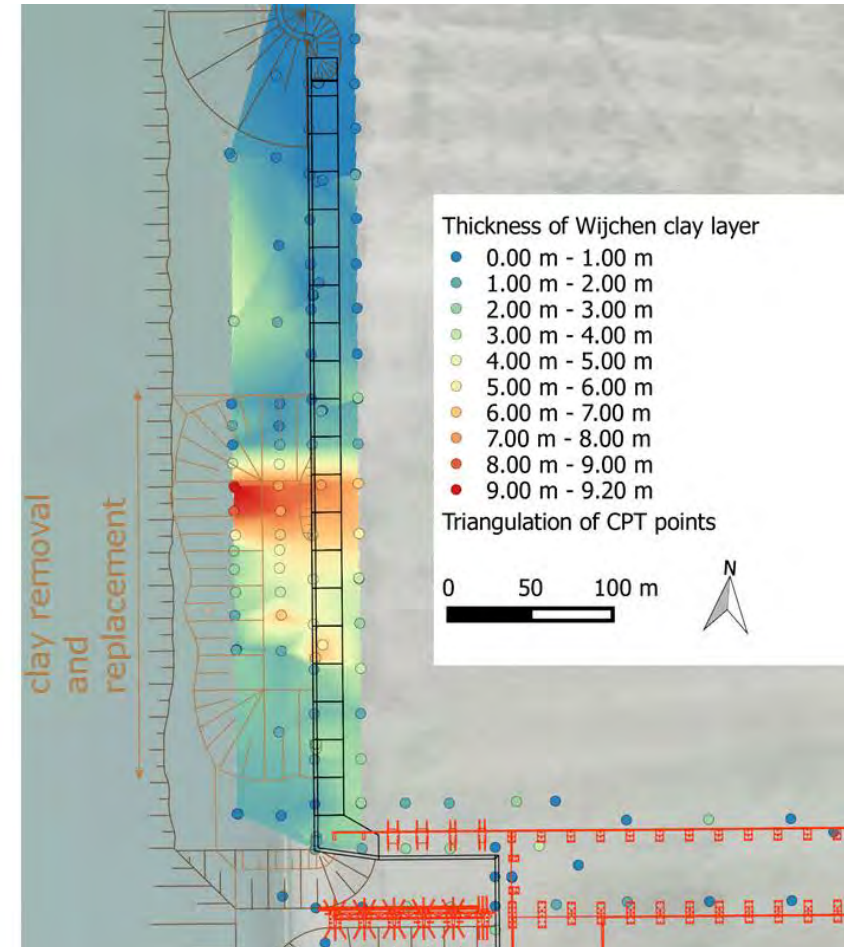 Thickness of Wijchen clay layer
0.00 m - 1.00 m
1.00 m - 2.00 m
2.00 m - 3.00 m
3.00 m - 4.00 m
4.00 m - 5.00 m
5.00 m - 6.00 m
6.00 m - 7.00 m
7.00 m - 8.00 m
8.00 m - 9.00 m
9.00 m - 9.20 m
Triangulation of CPT points
0 50 100 m
N
clay removal
and
replacement